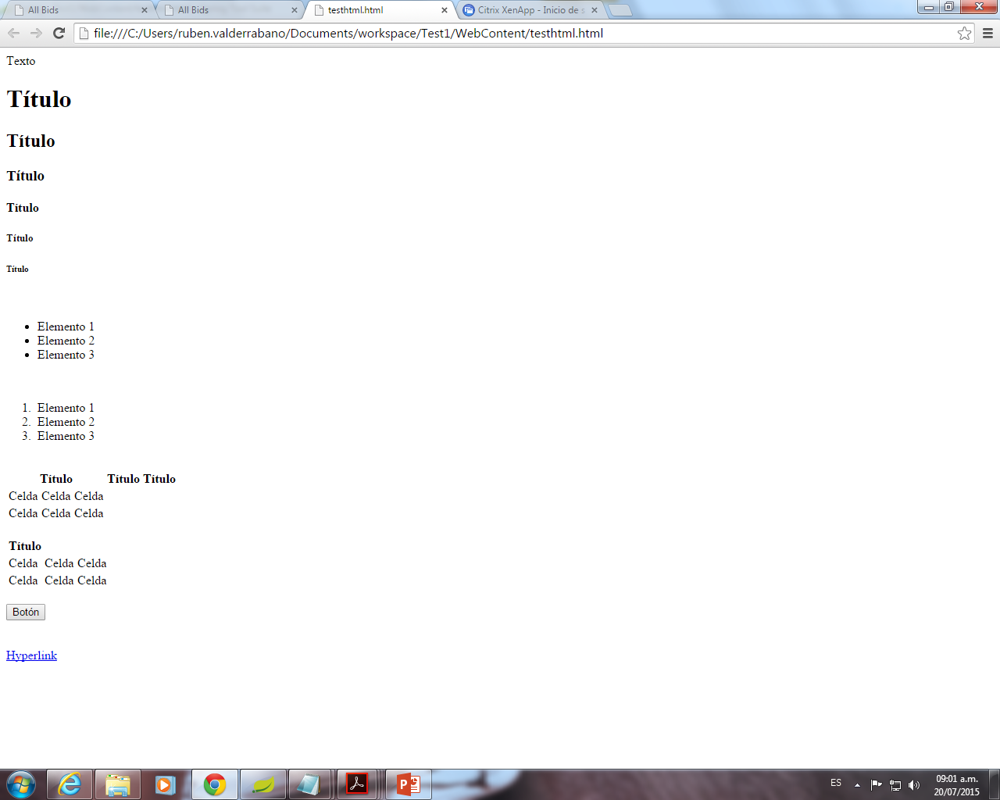 All Bids
All Bids
testhtml.html
Citrix XenApp - Inicio de s
file:///C:/Users/ruben.valderrabano/Documents/workspace/Test1/WebContent/testhtml.html
Texto
Título
Título
Título
Título
Título
Título
• Elemento 1
• Elemento 2
• Elemento 3
1. Elemento 1
2. Elemento 2
3. Elemento 3
Título Título Título
Celda Celda Celda
Celda Celda Celda
Título
Celda Celda Celda
Celda Celda Celda
Botón
Hyperlink
ES
09:01 a.m.
20/07/2015